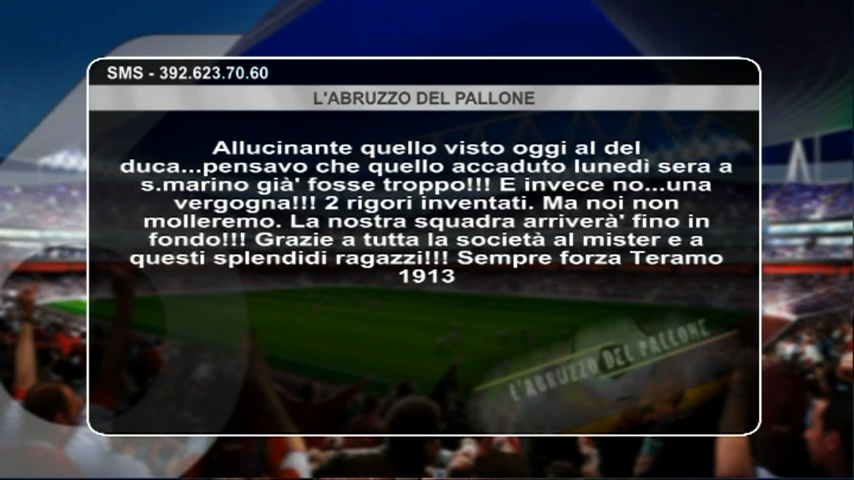 SMS - 392.623.70.60
L'ABRUZZO DEL PALLONE
Allucinante quello visto oggi al del
duca...pensavo che quello accaduto lunedì sera a
s.marino già' fosse troppo!!! E invece no...una
vergogna!!! 2 rigori inventati. Ma noi non
molleremo. La nostra squadra arriverà' fino in
fondo!!! Grazie a tutta la società al mister e a
questi splendidi ragazzi!!! Sempre forza Teramo
1913
L'ABRUZZO DEL PALLONE